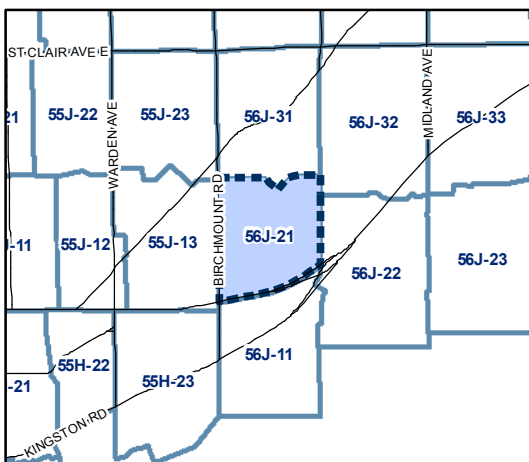 ST CLAIR AVE E
55J-22
55J-23
56J-31
56J-32
56J-33
21
WARDEN AVE
MIDLAND AVE
BIRCHMOUNT RD
J-11
55J-12
55J-13
56J-21
56J-22
56J-23
-21
55H-22
55H-23
56J-11
KINGSTON RD